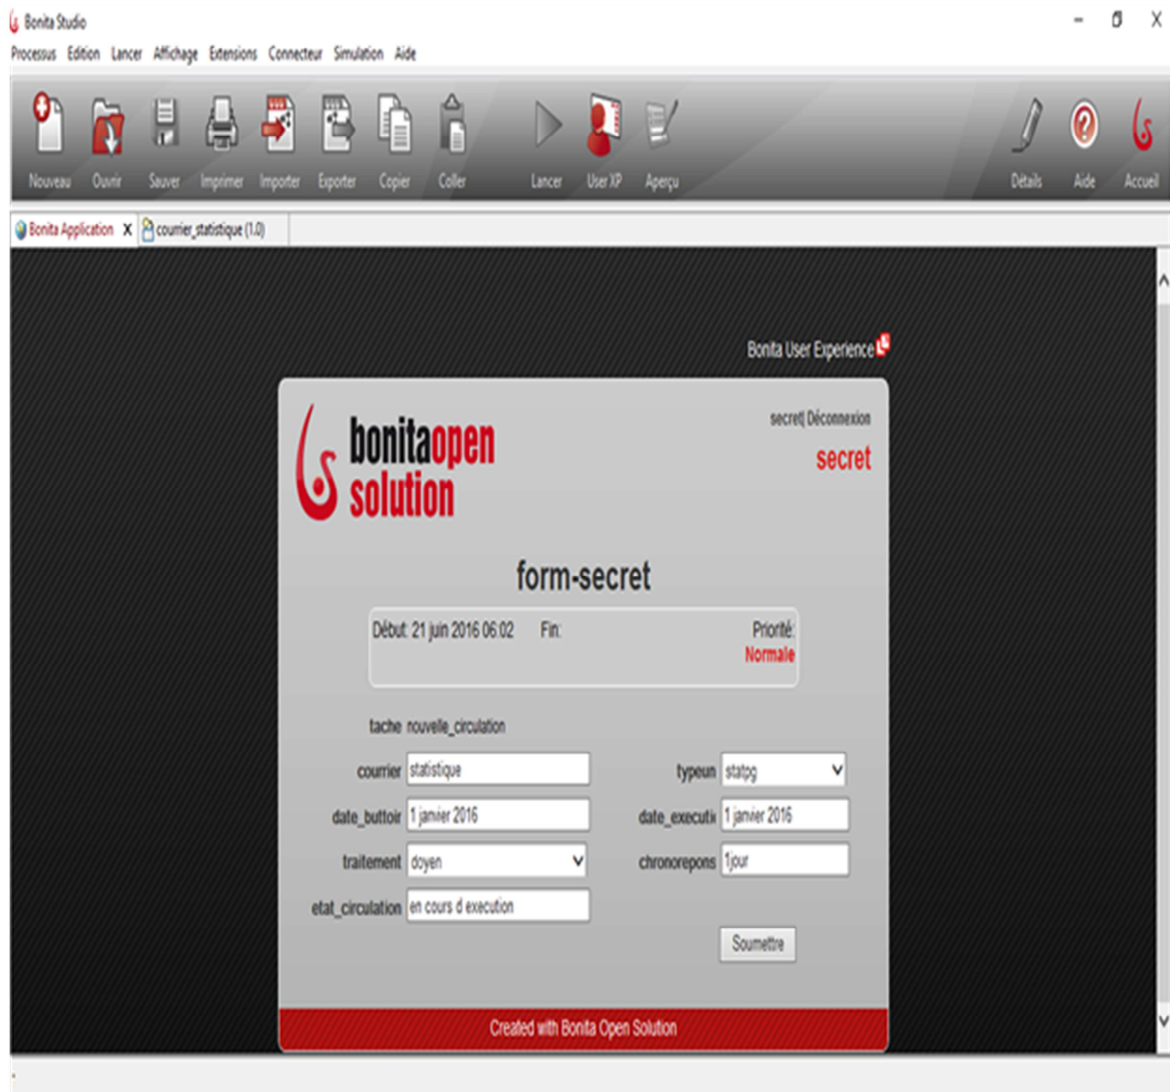 Bonita Studio
Processus Edition Lancer Affichage Extensions Connecteur Simulation Aide
Nouveau Ouvrir Sauver Imprimer Importer Exporter Copier Coller Lancer User XP Aperçu Détails Aide Accueil
Bonita Application X courrier_statistique (1.0)
Bonita User Experience
secret| Déconnexion
bonitaopen
solution
secret
form-secret
Début: 21 juin 2016 06:02 Fin: Priorité:
Normale
tache nouvelle_circulation
courrier statistique typeun statpg
date_buttoir 1 janvier 2016 date_executi 1 janvier 2016
traitement doyen chronorepons 1jour
etat_circulation en cours d execution
Soumettre
Created with Bonita Open Solution